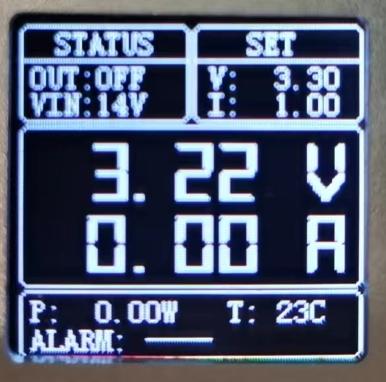 STATUS
OUT:OFF
VIN:14V
SET
V: 3.30
I: 1.00
3.22 V
0.00 A
P: 0.00W T: 23C
ALARM: